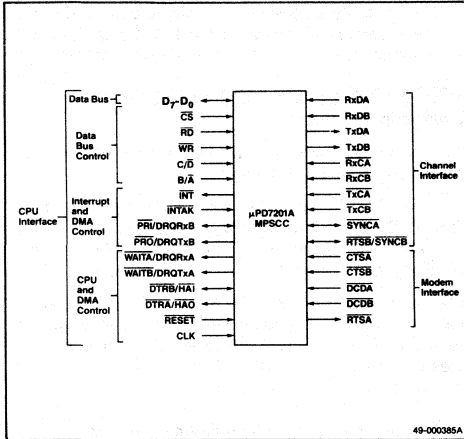 Data Bus
D7-D0
RxDA
CS
RxDB
Data
Bus
Control
RD
TxDA
WR
TxDB
C/D
RxCA
B/A
RxCB
Channel
Interface
CPU
Interface
Interrupt
and
DMA
Control
INT
TxCA
INTAK
TxCB
μPD7201A
MPSCC
PRI/DRQRxB
SYNCA
PRO/DRQTxB
RTSB/SYNCB
WAITA/DRQRxA
CTSA
CPU
and
DMA
Control
WAITB/DRQTxA
CTSB
DTRB/HAI
DCDA
Modem
Interface
DTRA/HAO
DCDB
RESET
RTSA
CLK
49-000385A